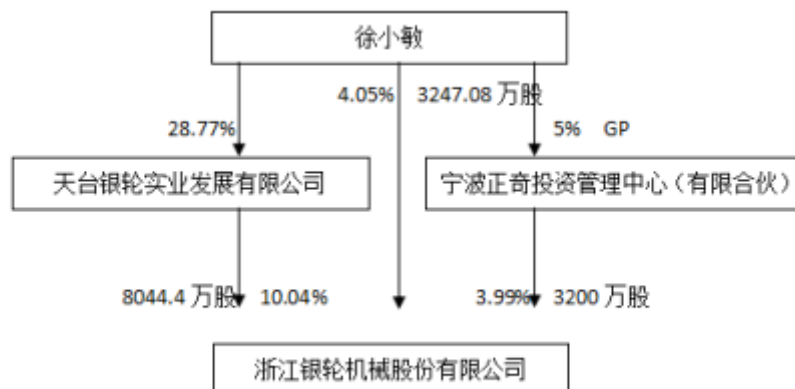 徐小敏
4.05% 3247.08 万股
28.77%
5% GP
天台银轮实业发展有限公司
宁波正奇投资管理中心（有限合伙）
8044.4 万股 10.04%
3.99% 3200 万股
浙江银轮机械股份有限公司